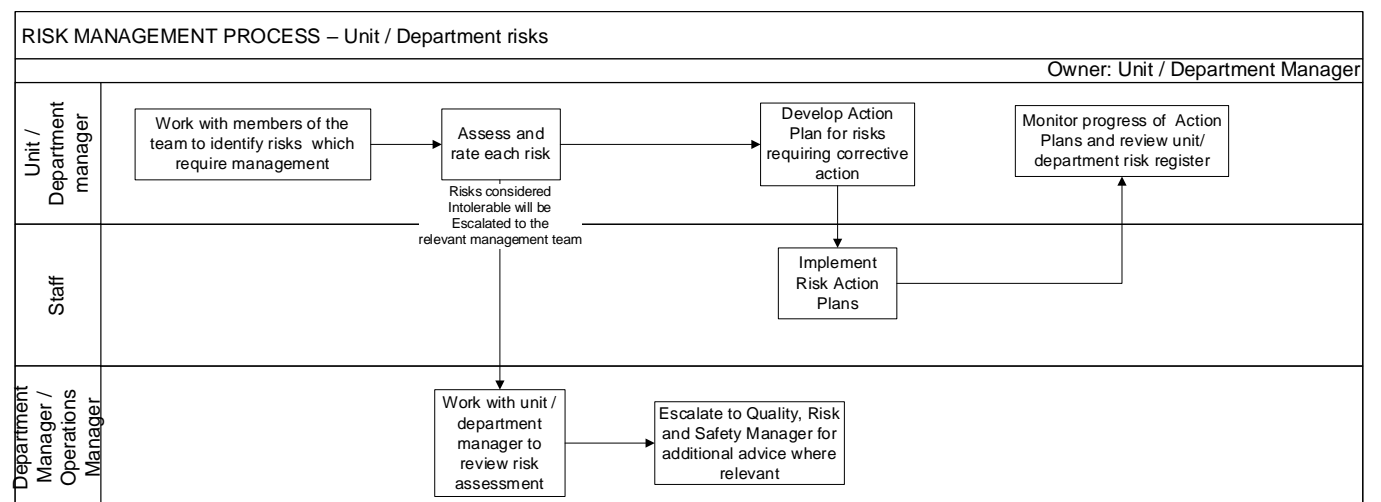 RISK MANAGEMENT PROCESS – Unit / Department risks
Owner: Unit / Department Manager
Unit /
Department
manager
Work with members of the
team to identify risks which
require management
Assess and
rate each risk
Develop Action
Plan for risks
requiring corrective
action
Monitor progress of Action
Plans and review unit/
department risk register
Risks considered
Intolerable will be
Escalated to the
relevant management team
Staff
Implement
Risk Action
Plans
Department
Manager /
Operations
Manager
Work with unit /
department
manager to
review risk
assessment
Escalate to Quality, Risk
and Safety Manager for
additional advice where
relevant